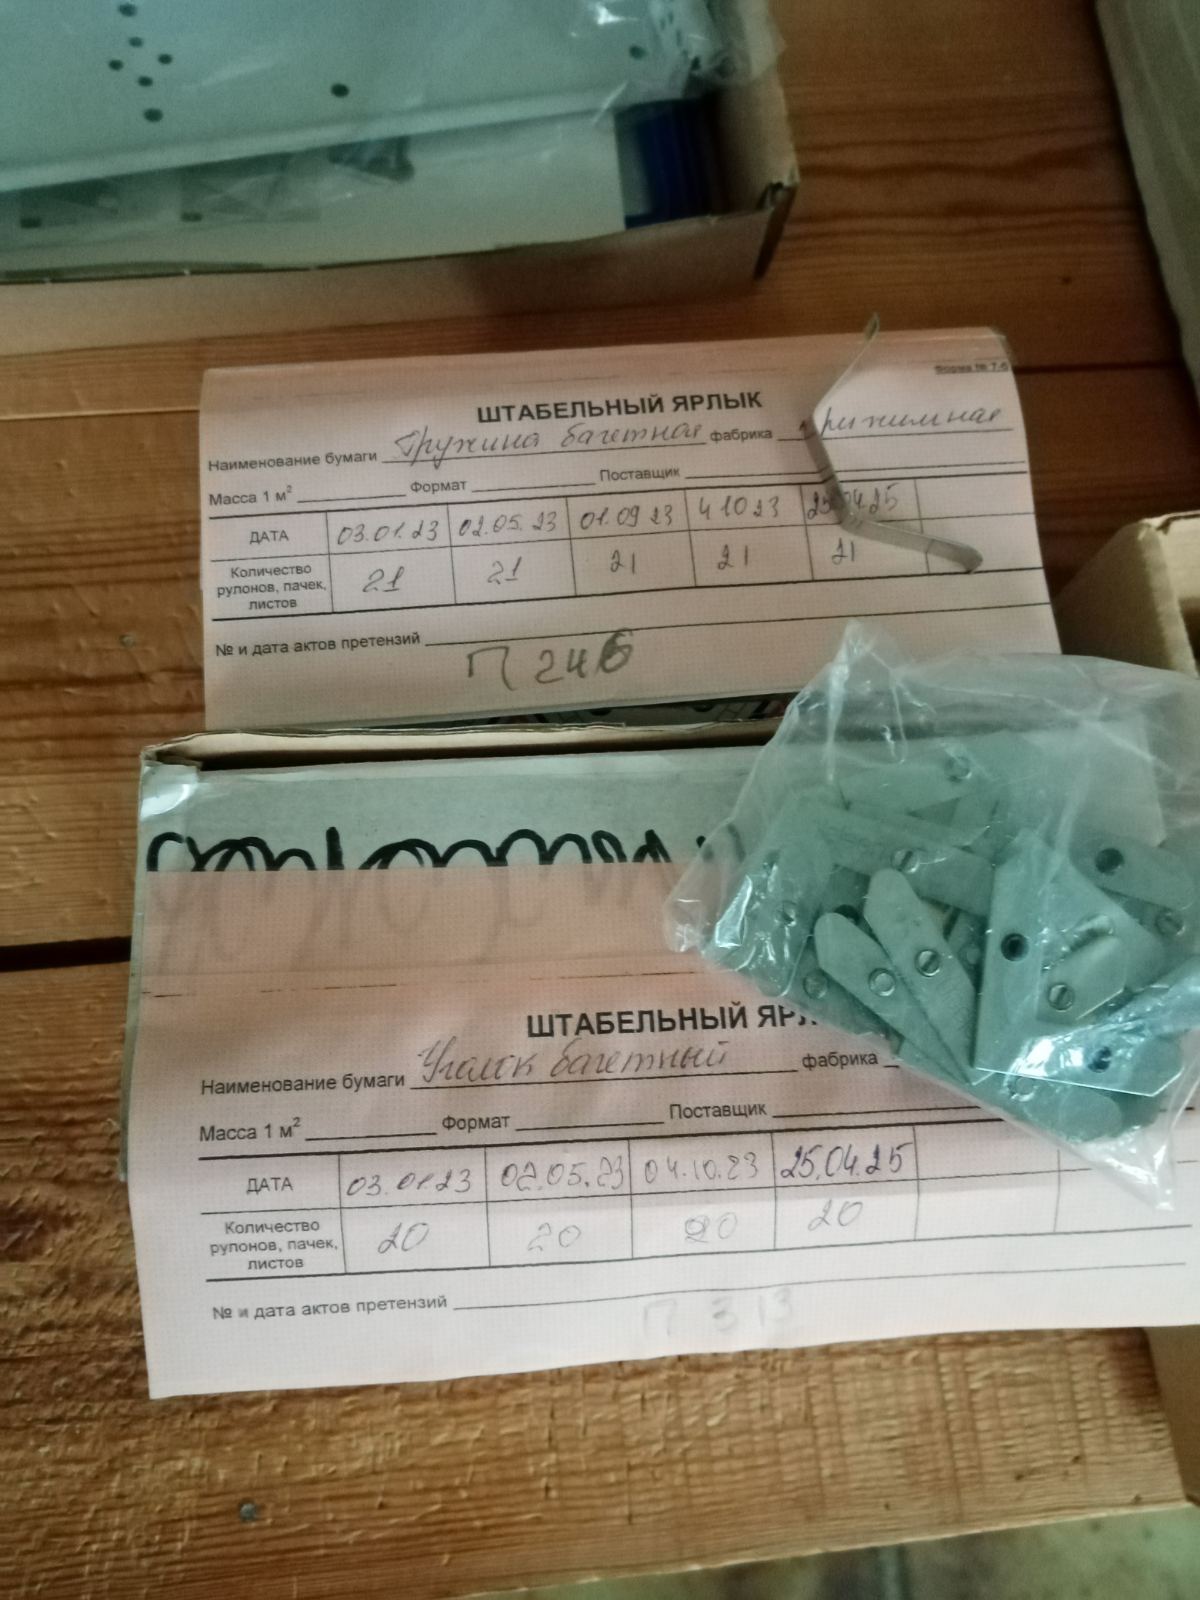 Форма № 7-б
ШТАБЕЛЬНЫЙ ЯРЛЫК
Наименование бумаги Пружина багетная фабрика прижимная
Масса 1 м² Формат Поставщик
ДАТА 03.01.23 02.05.23 01.09 23 4 10 23 25.04.25
Количество рулонов, пачек, листов 21 21 21 21 21
№ и дата актов претензий
П 246
ШТАБЕЛЬНЫЙ ЯРЛ
Наименование бумаги Уголок багетный фабрика
Масса 1 м² Формат Поставщик
ДАТА 03.01.23 02.05.23 04.10.23 25.04.25
Количество рулонов, пачек, листов 20 20 20 20
№ и дата актов претензий
П 313